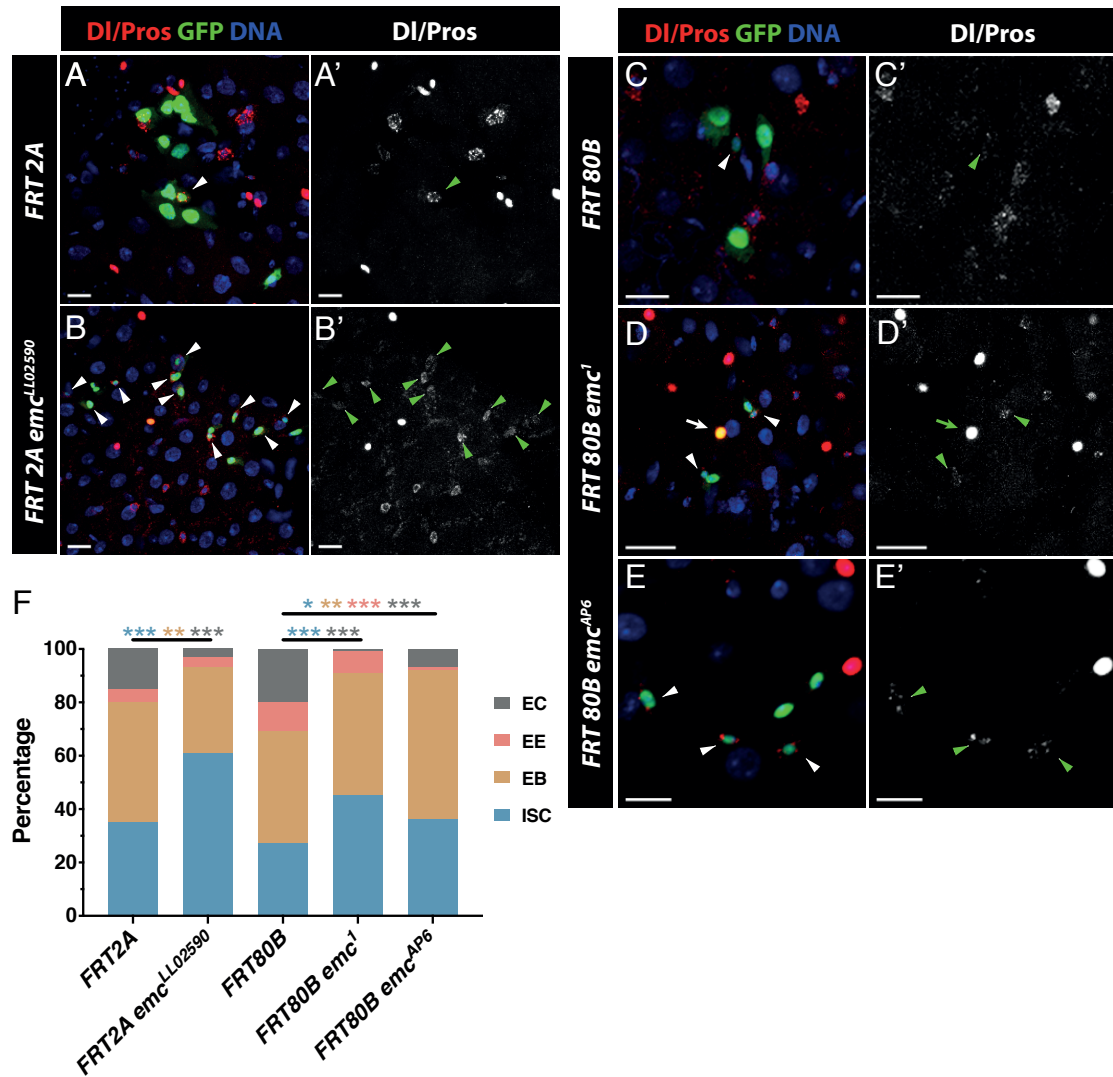 Dl/Pros GFP DNA
Dl/Pros
FRT 2A
A
A'
FRT 2A emc^LL02590
B
B'
Dl/Pros GFP DNA
Dl/Pros
FRT 80B
C
C'
FRT 80B emc^1
D
D'
FRT 80B emc^AP6
E
E'
F
* ** *** ***
*** ** ***
*** ***
Percentage
100
80
60
40
20
0
EC
EE
EB
ISC
FRT2A
FRT2A emc^LL02590
FRT80B
FRT80B emc^1
FRT80B emc^AP6